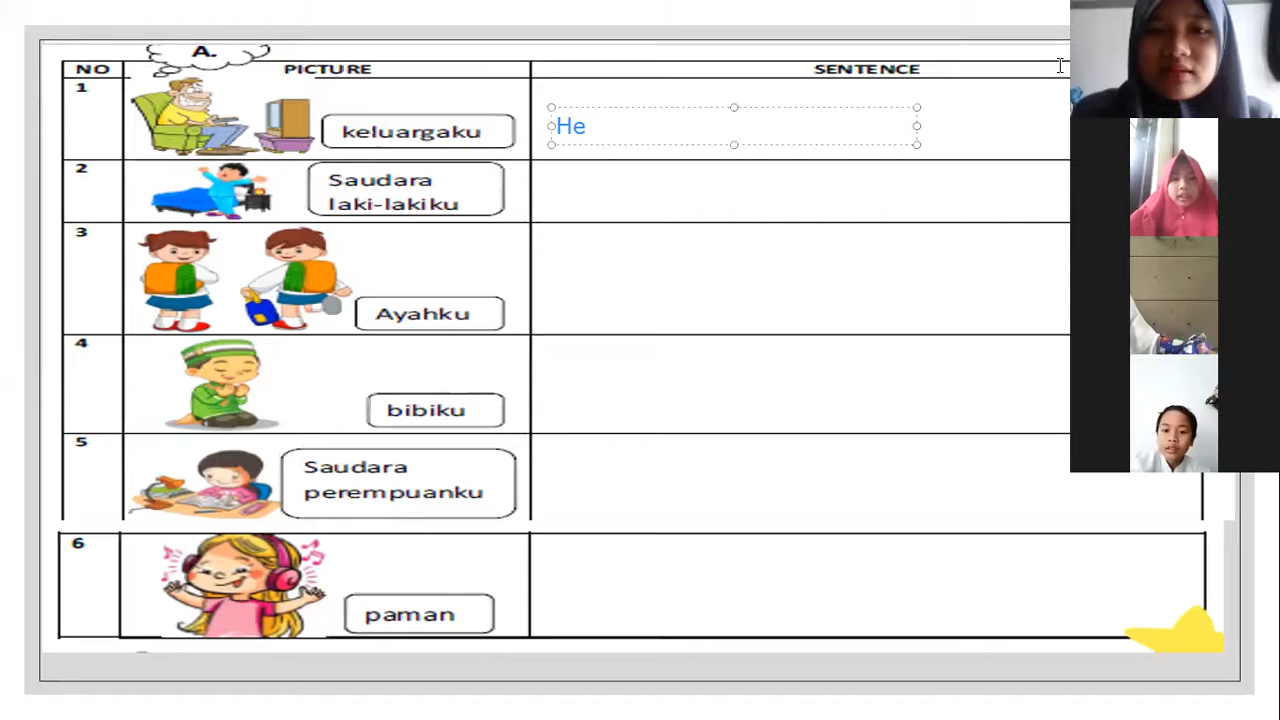 A.
NO PICTURE SENTENCE
1
keluargaku
He
2
Saudara
laki-lakiku
3
Ayahku
4
bibiku
5
Saudara
perempuanku
6
paman